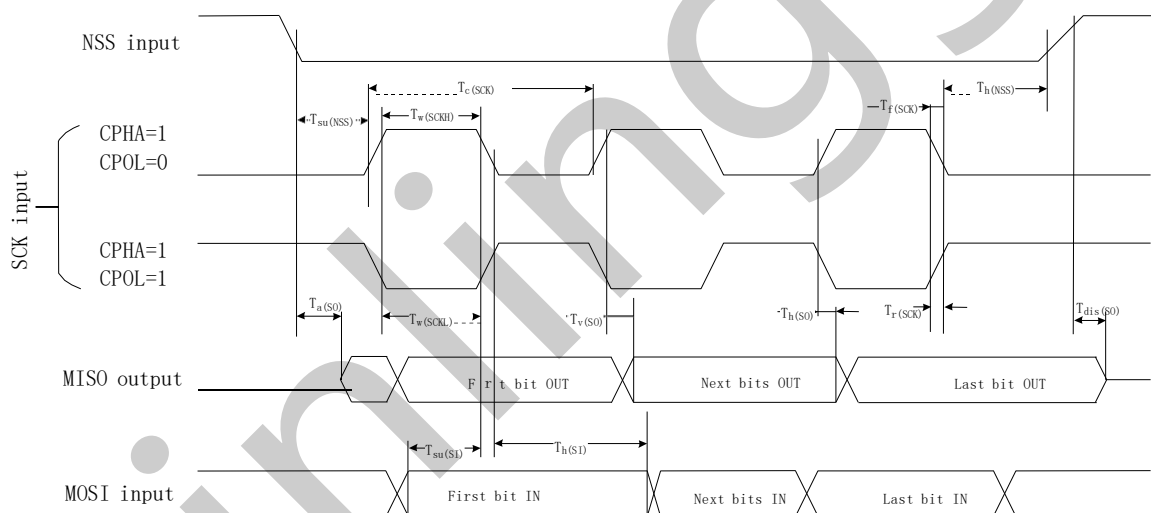 NSS input
Tc(SCK)
Th(NSS)
Tf(SCK)
Tsu(NSS)
Tw(SCKH)
CPHA=1
CPOL=0
SCK input
CPHA=1
CPOL=1
Ta(SO)
Tw(SCKL)
Tv(SO)
Th(SO)
Tr(SCK)
Tdis(SO)
MISO output
F r t bit OUT
Next bits OUT
Last bit OUT
Tsu(SI)
Th(SI)
MOSI input
First bit IN
Next bits IN
Last bit IN